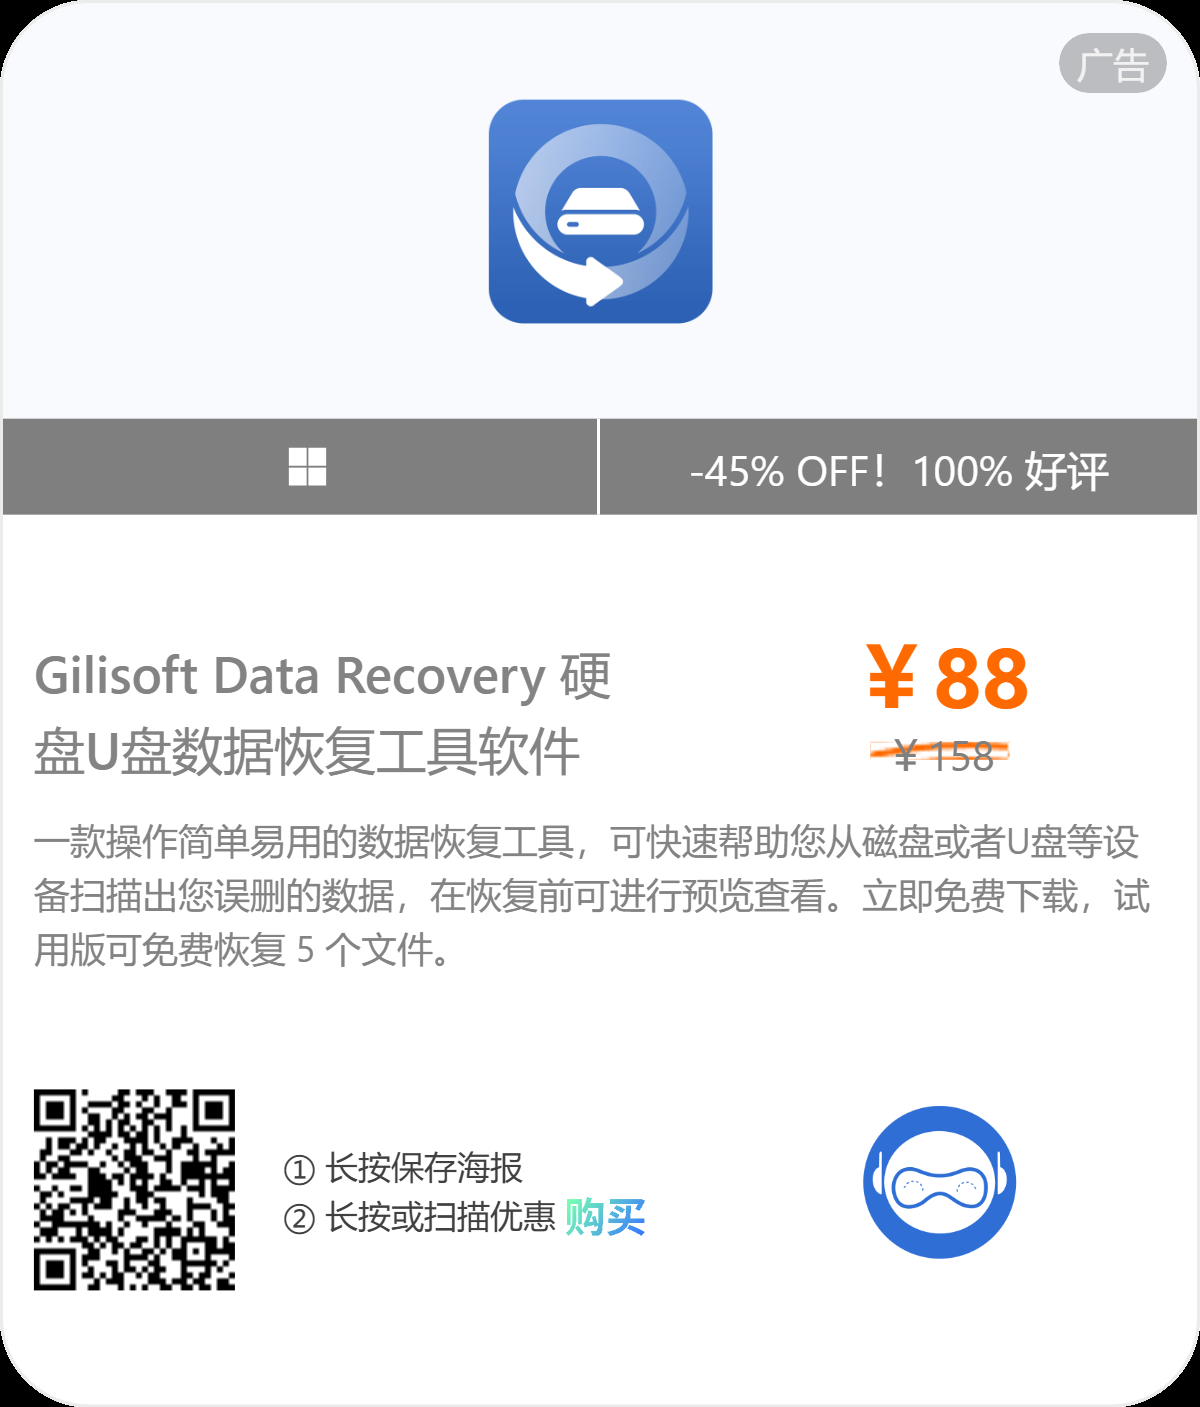 广告
-45% OFF！100% 好评
Gilisoft Data Recovery 硬
盘U盘数据恢复工具软件
￥88
￥158
一款操作简单易用的数据恢复工具，可快速帮助您从磁盘或者U盘等设
备扫描出您误删的数据，在恢复前可进行预览查看。立即免费下载，试
用版可免费恢复 5 个文件。
① 长按保存海报
② 长按或扫描优惠 购买